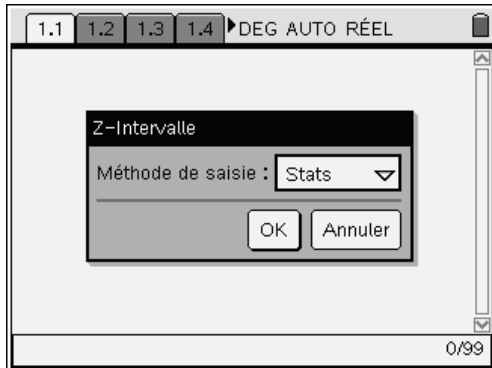 1.1 1.2 1.3 1.4 DEG AUTO RÉEL
Z-Intervalle
Méthode de saisie : Stats
OK Annuler
0/99